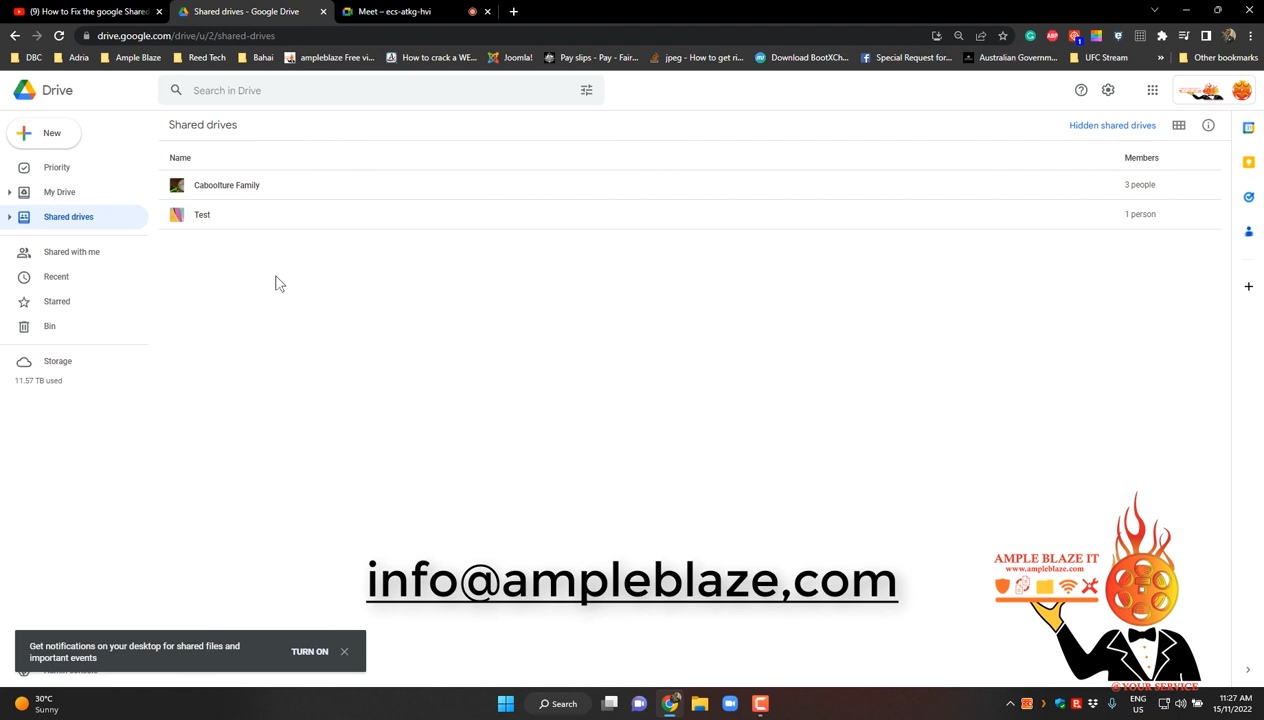 (9) How to Fix the google Shared
Shared drives - Google Drive
Meet – ecs-atkg-hvi
drive.google.com/drive/u/2/shared-drives
DBC
Adria
Ample Blaze
Reed Tech
Bahai
ampleblaze Free vi...
How to crack a WE...
Joomla!
Pay slips - Pay - Fair...
jpeg - How to get ri...
Download BootXCh...
Special Request for...
Australian Governm...
UFC Stream
»
Other bookmarks
Drive
Search in Drive
New
Shared drives
Hidden shared drives
Name
Members
Caboolture Family
3 people
Test
1 person
Priority
My Drive
Shared drives
Shared with me
Recent
Starred
Bin
Storage
11.57 TB used
info@ampleblaze,com
AMPLE BLAZE IT
www.ampleblaze.com
@YOUR SERVICE
Get notifications on your desktop for shared files and
important events
TURN ON
30°C
Sunny
Search
ENG
US
11:27 AM
15/11/2022